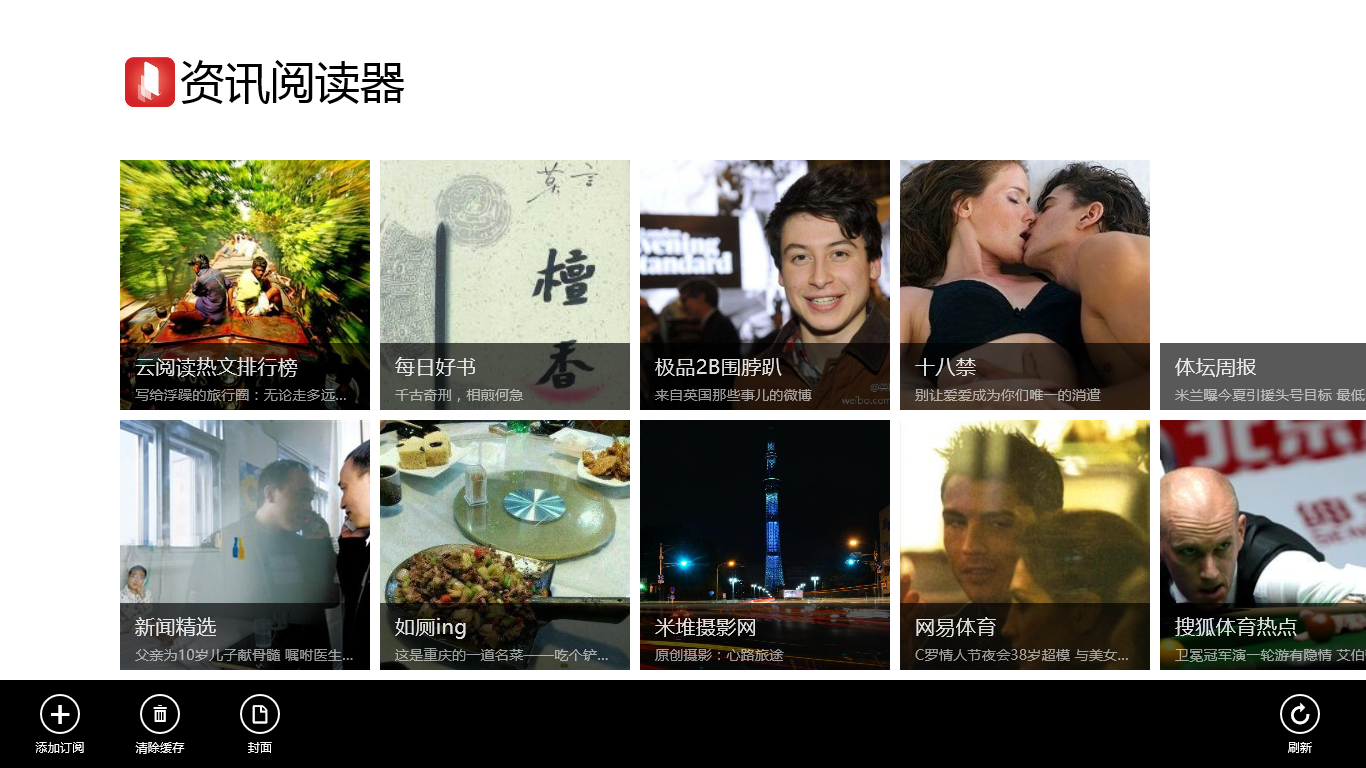 资讯阅读器
莫言
檀
香
evening
standard
weibo.com
云阅读热文排行榜
写给浮躁的旅行圈：无论走多远...
每日好书
千古奇刑，相煎何急
极品2B围脖趴
来自英国那些事儿的微博
十八禁
别让爱爱成为你们唯一的消遣
体坛周报
米兰曝今夏引援头号目标 最低
新闻精选
父亲为10岁儿子献骨髓 嘱咐医生...
如厕ing
这是重庆的一道名菜——吃个铲...
米堆摄影网
原创摄影：心路旅途
网易体育
C罗情人节夜会38岁超模 与美女...
搜狐体育热点
卫冕冠军演一轮游有隐情 艾伯
添加订阅
清除缓存
封面
刷新